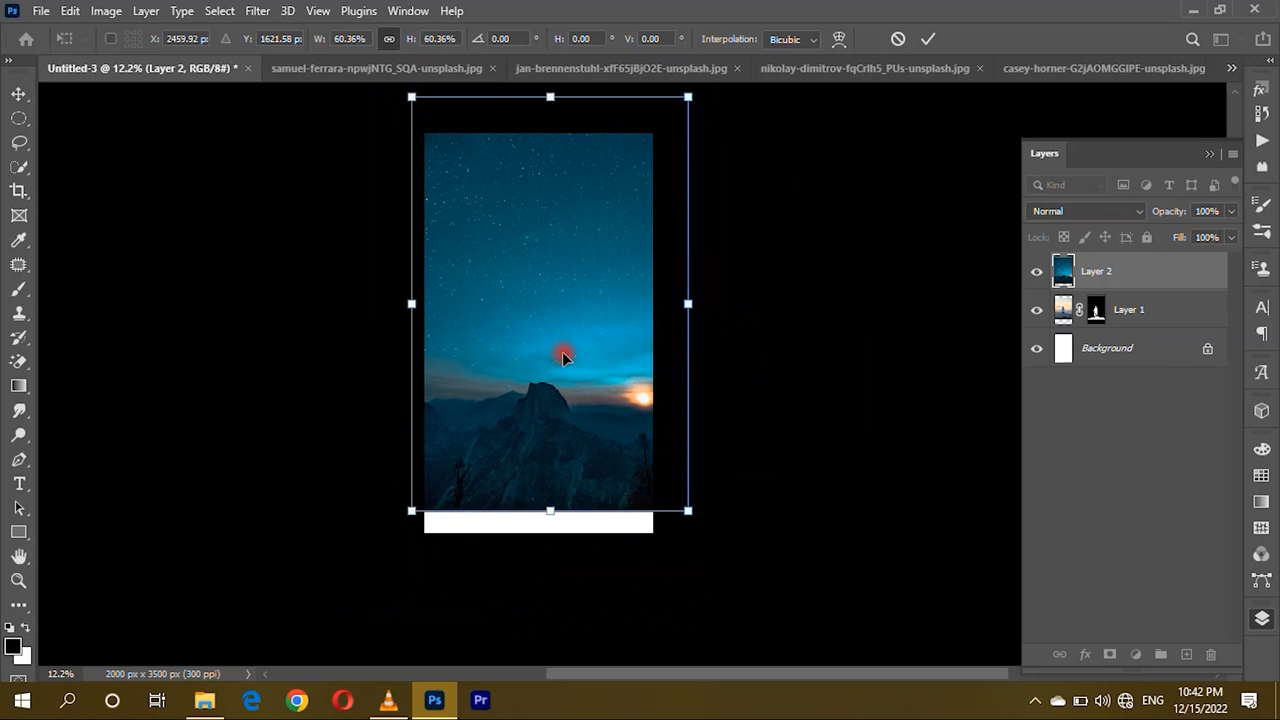 Ps File Edit Image Layer Type Select Filter 3D View Plugins Window Help
X: 2459.92 px Y: 1621.58 px W: 60.36% H: 60.36% 0.00 ° H: 0.00 ° V: 0.00 ° Interpolation: Bicubic
Untitled-3 @ 12.2% (Layer 2, RGB/8#) * samuel-ferrara-npwjNTG_SQA-unsplash.jpg jan-brennenstuhl-xfF65jBjO2E-unsplash.jpg nikolay-dimitrov-fqCrlh5_PUs-unsplash.jpg casey-horner-G2jAOMGGIPE-unsplash.jpg
Layers
Kind
Normal Opacity: 100%
Lock: Fill: 100%
Layer 2
Layer 1
Background
12.2% 2000 px x 3500 px (300 ppi)
Ps Pr ENG 10:42 PM
12/15/2022